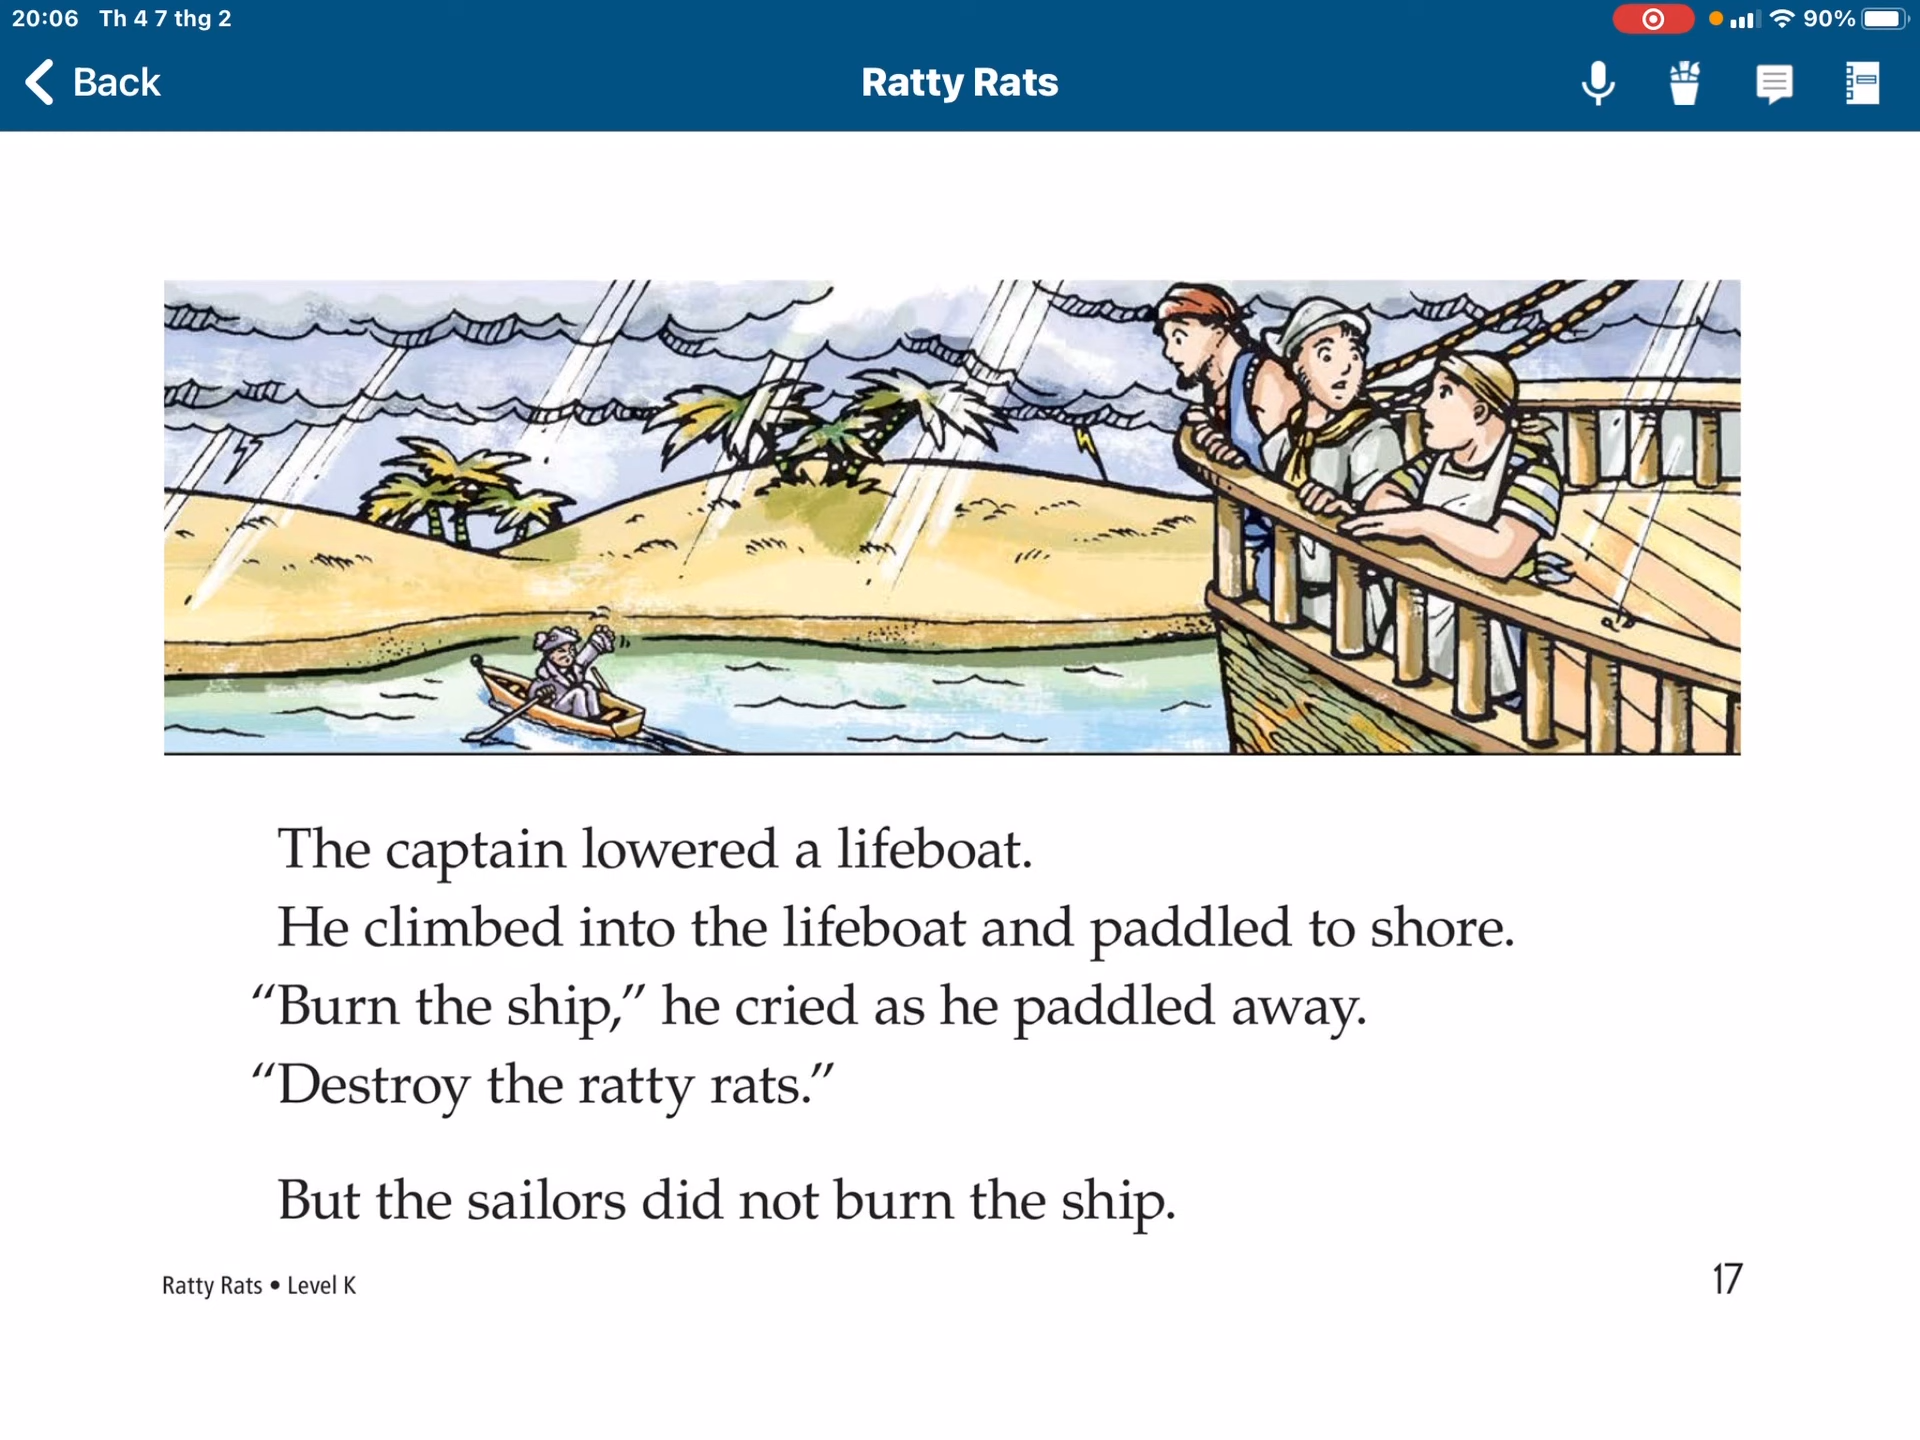 20:06 Th 4 7 thg 2
90%
Back
Ratty Rats
The captain lowered a lifeboat.
He climbed into the lifeboat and paddled to shore.
“Burn the ship,” he cried as he paddled away.
“Destroy the ratty rats.”
But the sailors did not burn the ship.
Ratty Rats • Level K
17